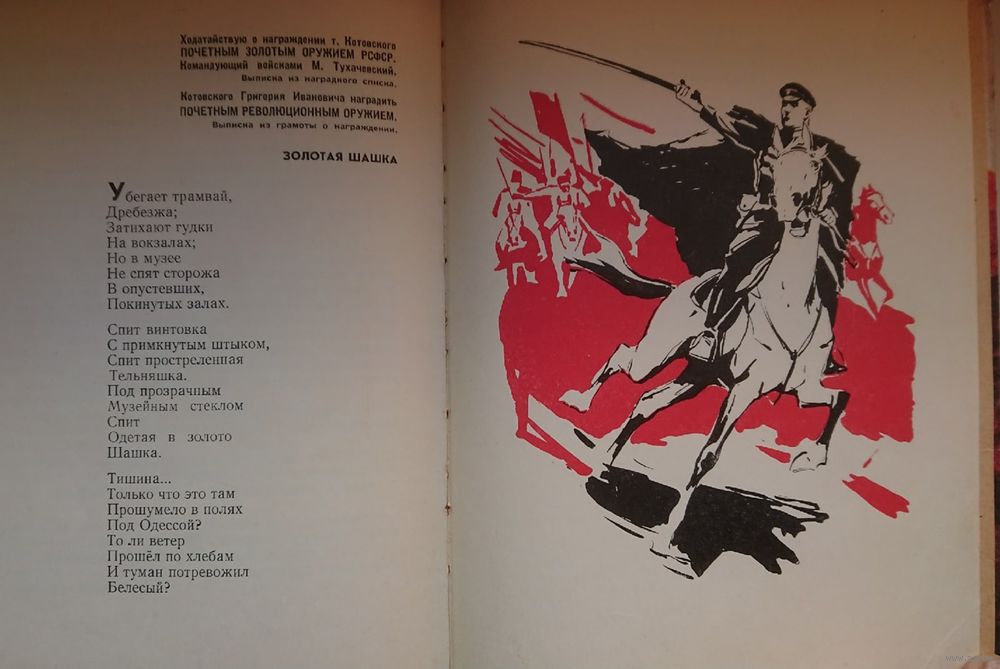 Ходатайствую о награждении т. Котовского
ПОЧЕТНЫМ ЗОЛОТЫМ ОРУЖИЕМ РСФСР.
Командующий войсками М. Тухачевский.
Выписка из наградного списка.
Котовского Григория Ивановича наградить
ПОЧЕТНЫМ РЕВОЛЮЦИОННЫМ ОРУЖИЕМ.
Выписка из грамоты о награждении.
ЗОЛОТАЯ ШАШКА
Убегает трамвай,
Дребезжа;
Затихают гудки
На вокзалах;
Но в музее
Не спят сторожа
В опустевших,
Покинутых залах.
Спит винтовка
С примкнутым штыком,
Спит простреленная
Тельняшка.
Под прозрачным
Музейным стеклом
Спит
Одетая в золото
Шашка.
Тишина...
Только что это там
Прошумело в полях
Под Одессой?
То ли ветер
Прошёл по хлебам
И туман потревожил
Белесый?